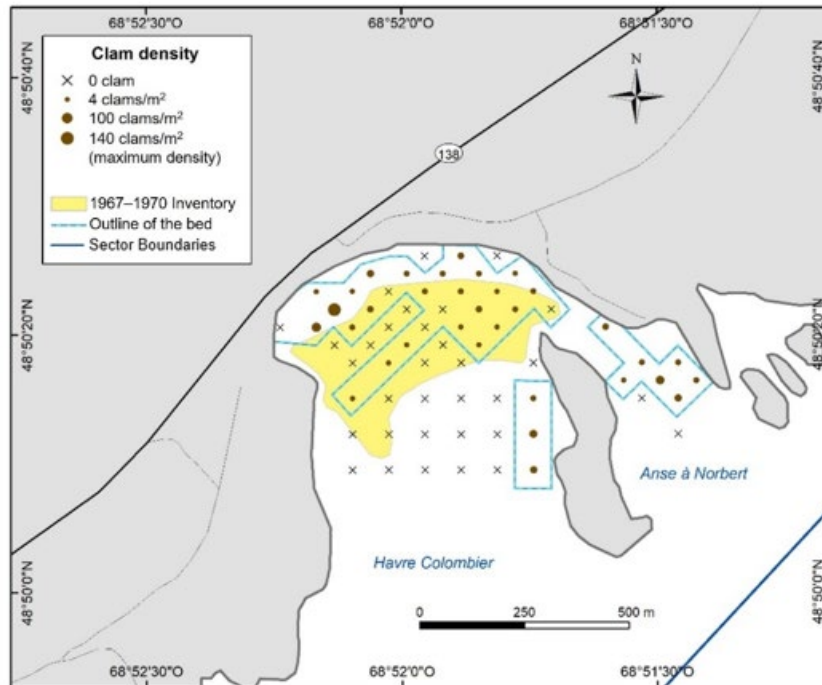 68°52'30"O 68°52'0"O 68°51'30"O
48°50'40"N
48°50'40"N
Clam density
0 clam
4 clams/m²
100 clams/m²
140 clams/m²
(maximum density)
1967–1970 Inventory
Outline of the bed
Sector Boundaries
N
138
48°50'20"N
48°50'20"N
Anse à Norbert
Havre Colombier
48°50'0"N
48°50'0"N
0 250 500 m
68°52'30"O 68°52'0"O 68°51'30"O